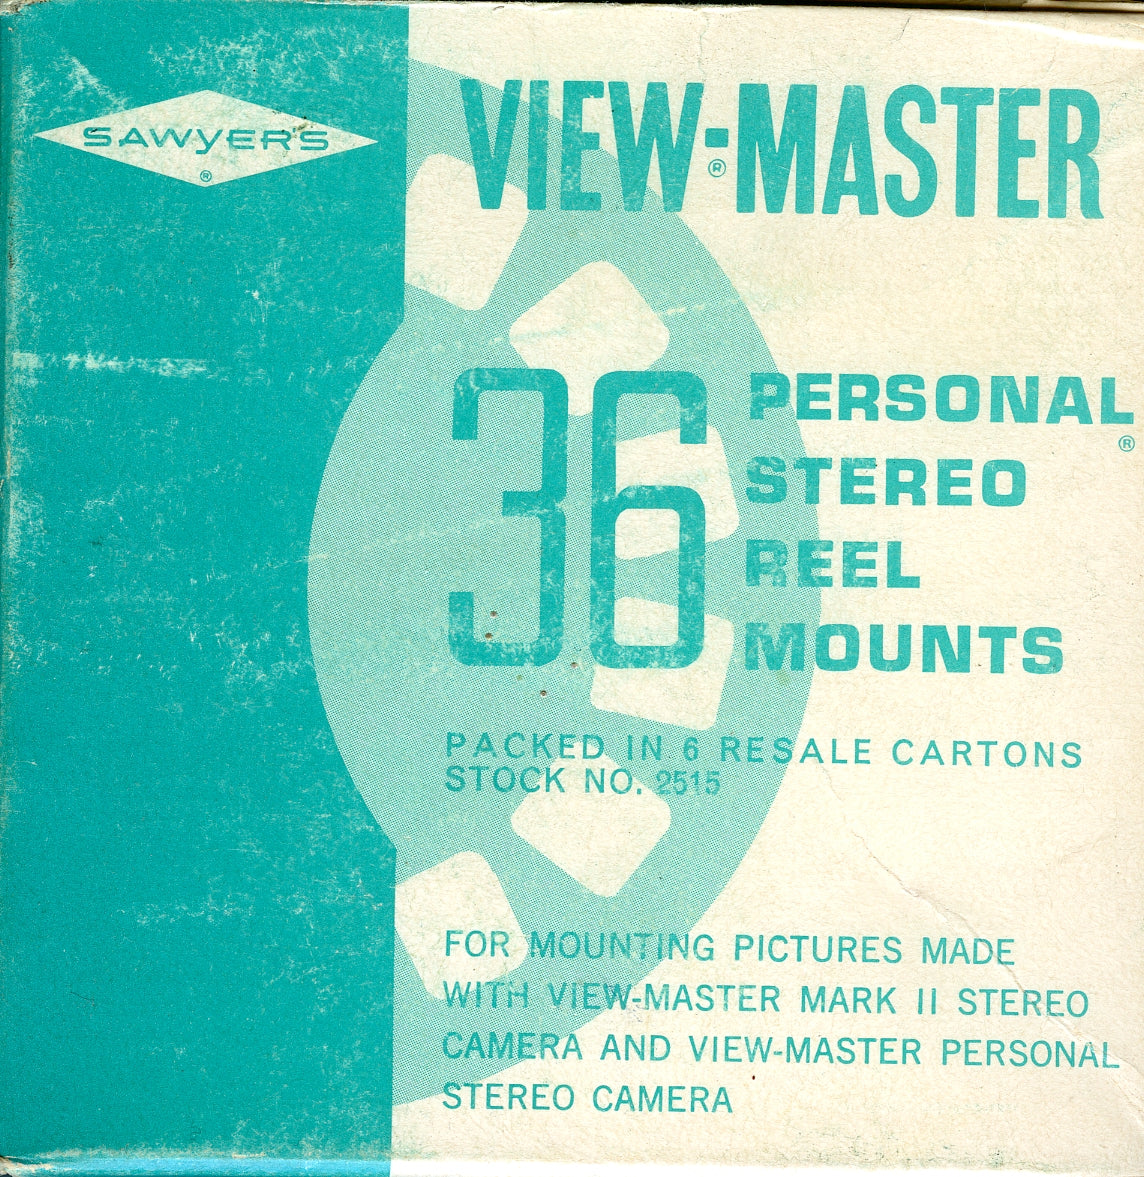 SAWYER'S
®
VIEW-MASTER
®
36
PERSONAL
®
STEREO
REEL
MOUNTS
PACKED IN 6 RESALE CARTONS
STOCK NO. 2515
FOR MOUNTING PICTURES MADE
WITH VIEW-MASTER MARK II STEREO
CAMERA AND VIEW-MASTER PERSONAL
STEREO CAMERA